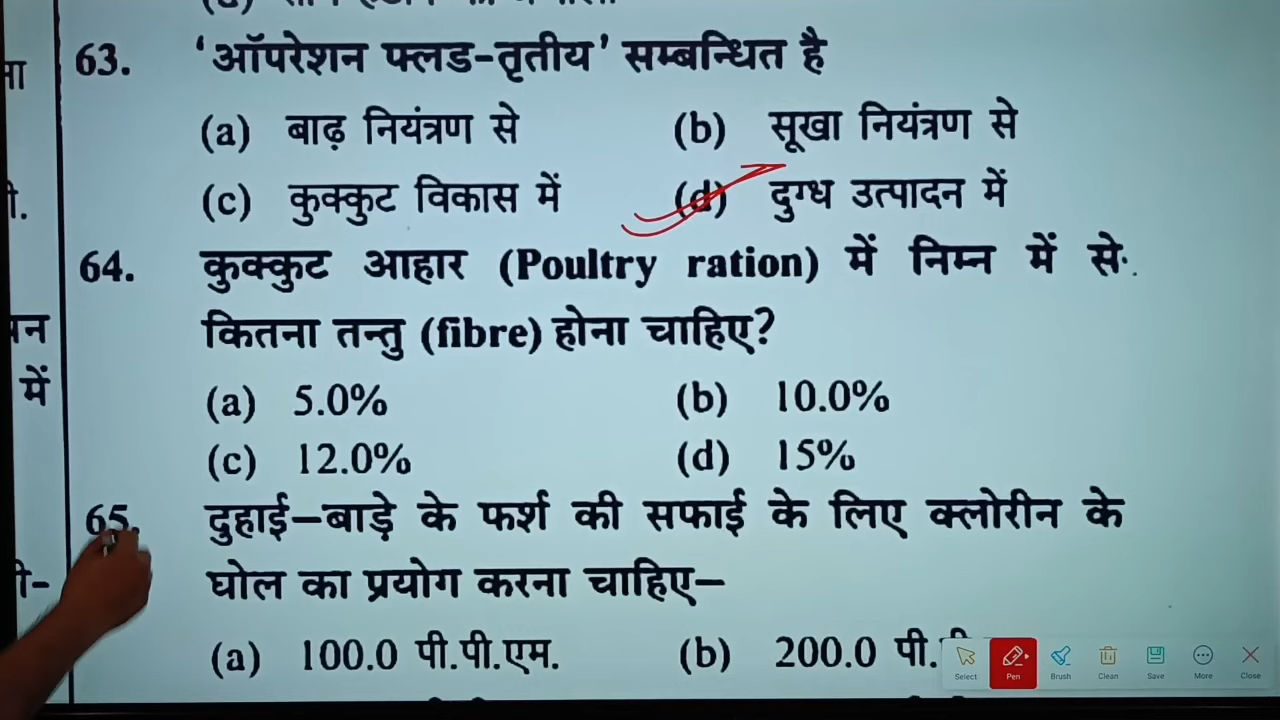 63. ‘ऑपरेशन फ्लड-तृतीय’ सम्बन्धित है
(a) बाढ़ नियंत्रण से (b) सूखा नियंत्रण से
(c) कुक्कुट विकास में (d) दुग्ध उत्पादन में
64. कुक्कुट आहार (Poultry ration) में निम्न में से
कितना तन्तु (fibre) होना चाहिए?
(a) 5.0% (b) 10.0%
(c) 12.0% (d) 15%
में
65. दुहाई-बाड़े के फर्श की सफाई के लिए क्लोरीन के
घोल का प्रयोग करना चाहिए-
(a) 100.0 पी.पी.एम. (b) 200.0
Select Pen Brush Clean Save More Close